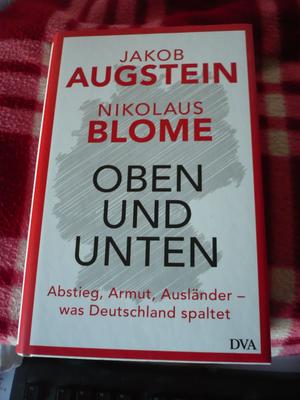 JAKOB
AUGSTEIN
NIKOLAUS
BLOME
OBEN
UND
UNTEN
Abstieg, Armut, Ausländer –
was Deutschland spaltet
DVA